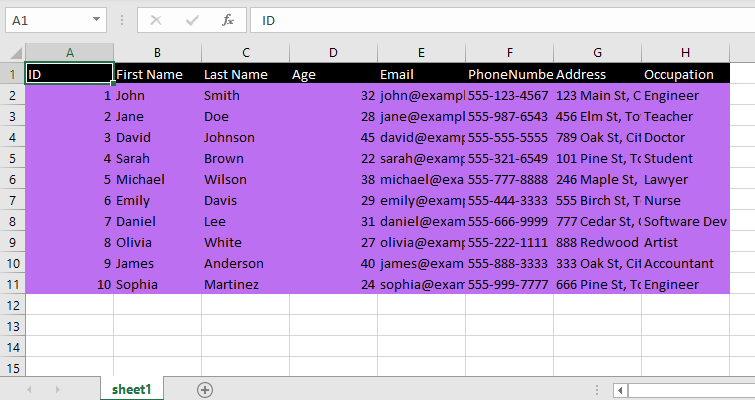 A1 fx ID
A B C D E F G H
1 ID First Name Last Name Age Email PhoneNumbe Address Occupation
2 1 John Smith 32 john@exampl 555-123-4567 123 Main St, C Engineer
3 2 Jane Doe 28 jane@exampl 555-987-6543 456 Elm St, To Teacher
4 3 David Johnson 45 david@examp 555-555-5555 789 Oak St, Cit Doctor
5 4 Sarah Brown 22 sarah@exam 555-321-6549 101 Pine St, To Student
6 5 Michael Wilson 38 michael@exa 555-777-8888 246 Maple St, Lawyer
7 6 Emily Davis 29 emily@examp 555-444-3333 555 Birch St, T Nurse
8 7 Daniel Lee 31 daniel@exam 555-666-9999 777 Cedar St, Software Dev
9 8 Olivia White 27 olivia@examp 555-222-1111 888 Redwood Artist
10 9 James Anderson 40 james@exam 555-888-3333 333 Oak St, Cit Accountant
11 10 Sophia Martinez 24 sophia@exam 555-999-7777 666 Pine St, To Engineer
12
13
14
15
sheet1